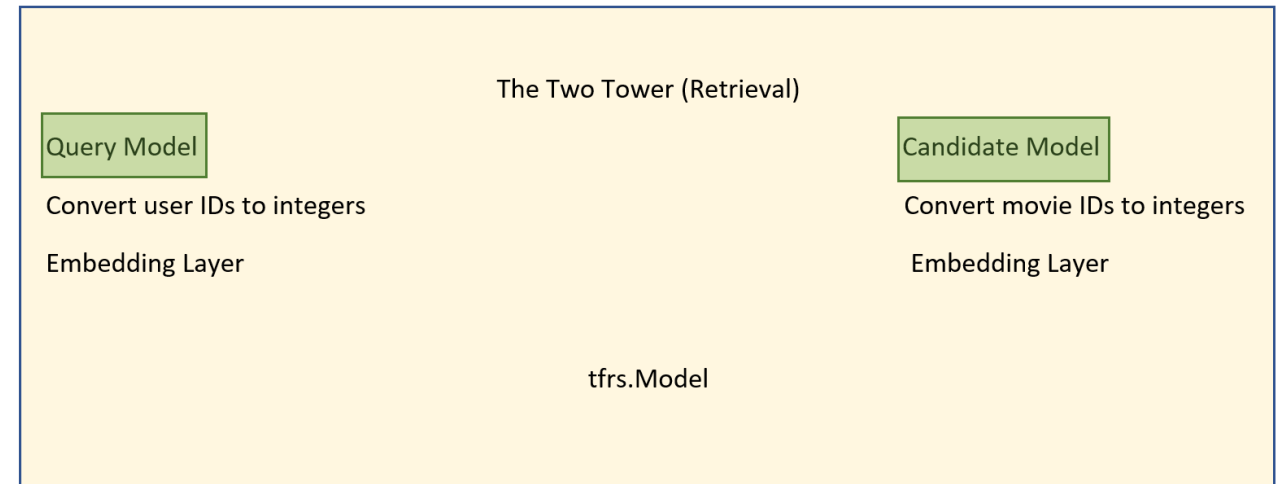 The Two Tower (Retrieval)
Query Model
Candidate Model
Convert user IDs to integers
Convert movie IDs to integers
Embedding Layer
Embedding Layer
tfrs.Model